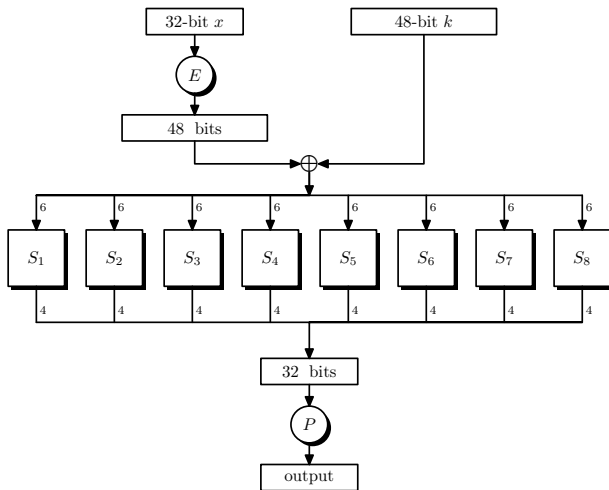 32-bit x
48-bit k
E
48 bits
6 6 6 6 6 6 6 6
S1 S2 S3 S4 S5 S6 S7 S8
4 4 4 4 4 4 4 4
32 bits
P
output